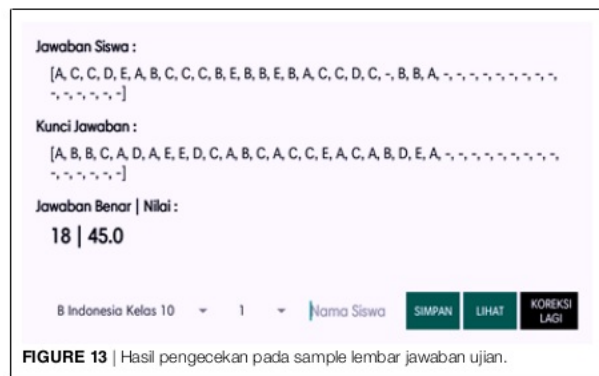 Jawaban Siswa :
[A, C, C, D, E, A, B, C, C, C, B, E, B, B, E, B, A, C, C, D, C, -, B, B, A, -, -, -, -, -, -, -, -, -,
-, -, -, -, -, -]
Kunci Jawaban :
[A, B, B, C, A, D, A, E, E, D, C, A, B, C, A, C, C, E, A, C, A, B, D, E, A, -, -, -, -, -, -, -, -, -,
-, -, -, -, -, -]
Jawaban Benar | Nilai :
18 | 45.0
B Indonesia Kelas 10 1 Nama Siswa SIMPAN LIHAT KOREKSI LAGI
FIGURE 13 | Hasil pengecekan pada sample lembar jawaban ujian.